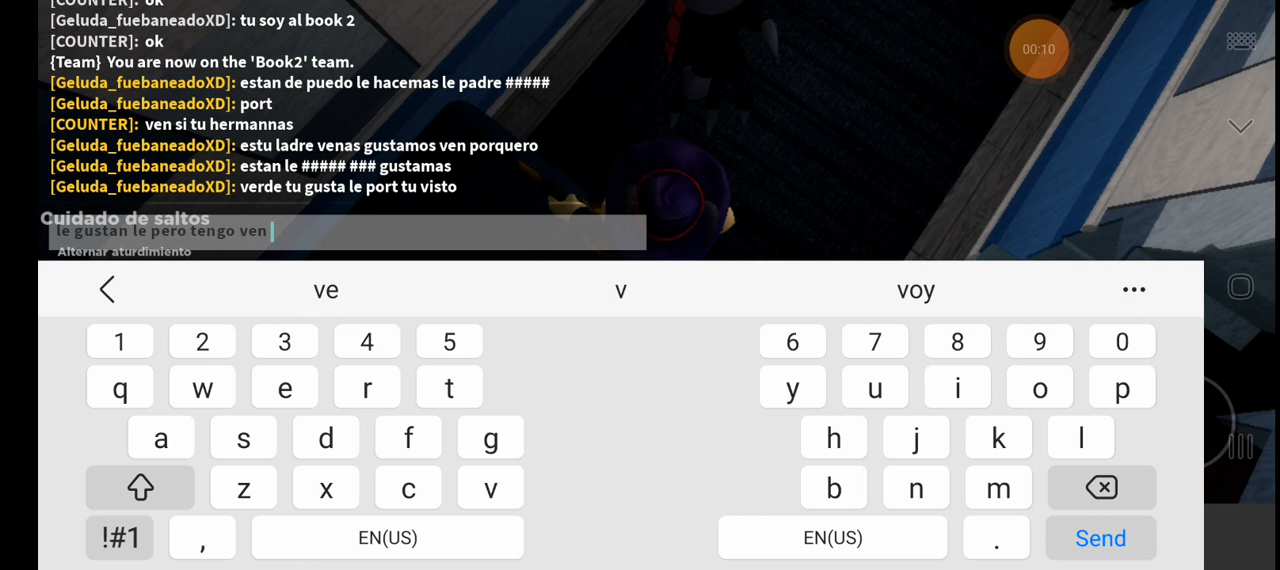 [COUNTER]: ok
[Geluda_fuebaneadoXD]: tu soy al book 2
[COUNTER]: ok
{Team} You are now on the 'Book2' team.
[Geluda_fuebaneadoXD]: estan de puedo le hacemas le padre #####
[Geluda_fuebaneadoXD]: port
[COUNTER]: ven si tu hermannas
[Geluda_fuebaneadoXD]: estu ladre venas gustamos ven porquero
[Geluda_fuebaneadoXD]: estan le ##### ### gustamas
[Geluda_fuebaneadoXD]: verde tu gusta le port tu visto
Cuidado de saltos
le gustan le pero tengo ven
Alternar aturdimiento
00:10
ve v voy
1 2 3 4 5 6 7 8 9 0
q w e r t y u i o p
a s d f g h j k l
z x c v b n m
!#1 , EN(US) EN(US) . Send